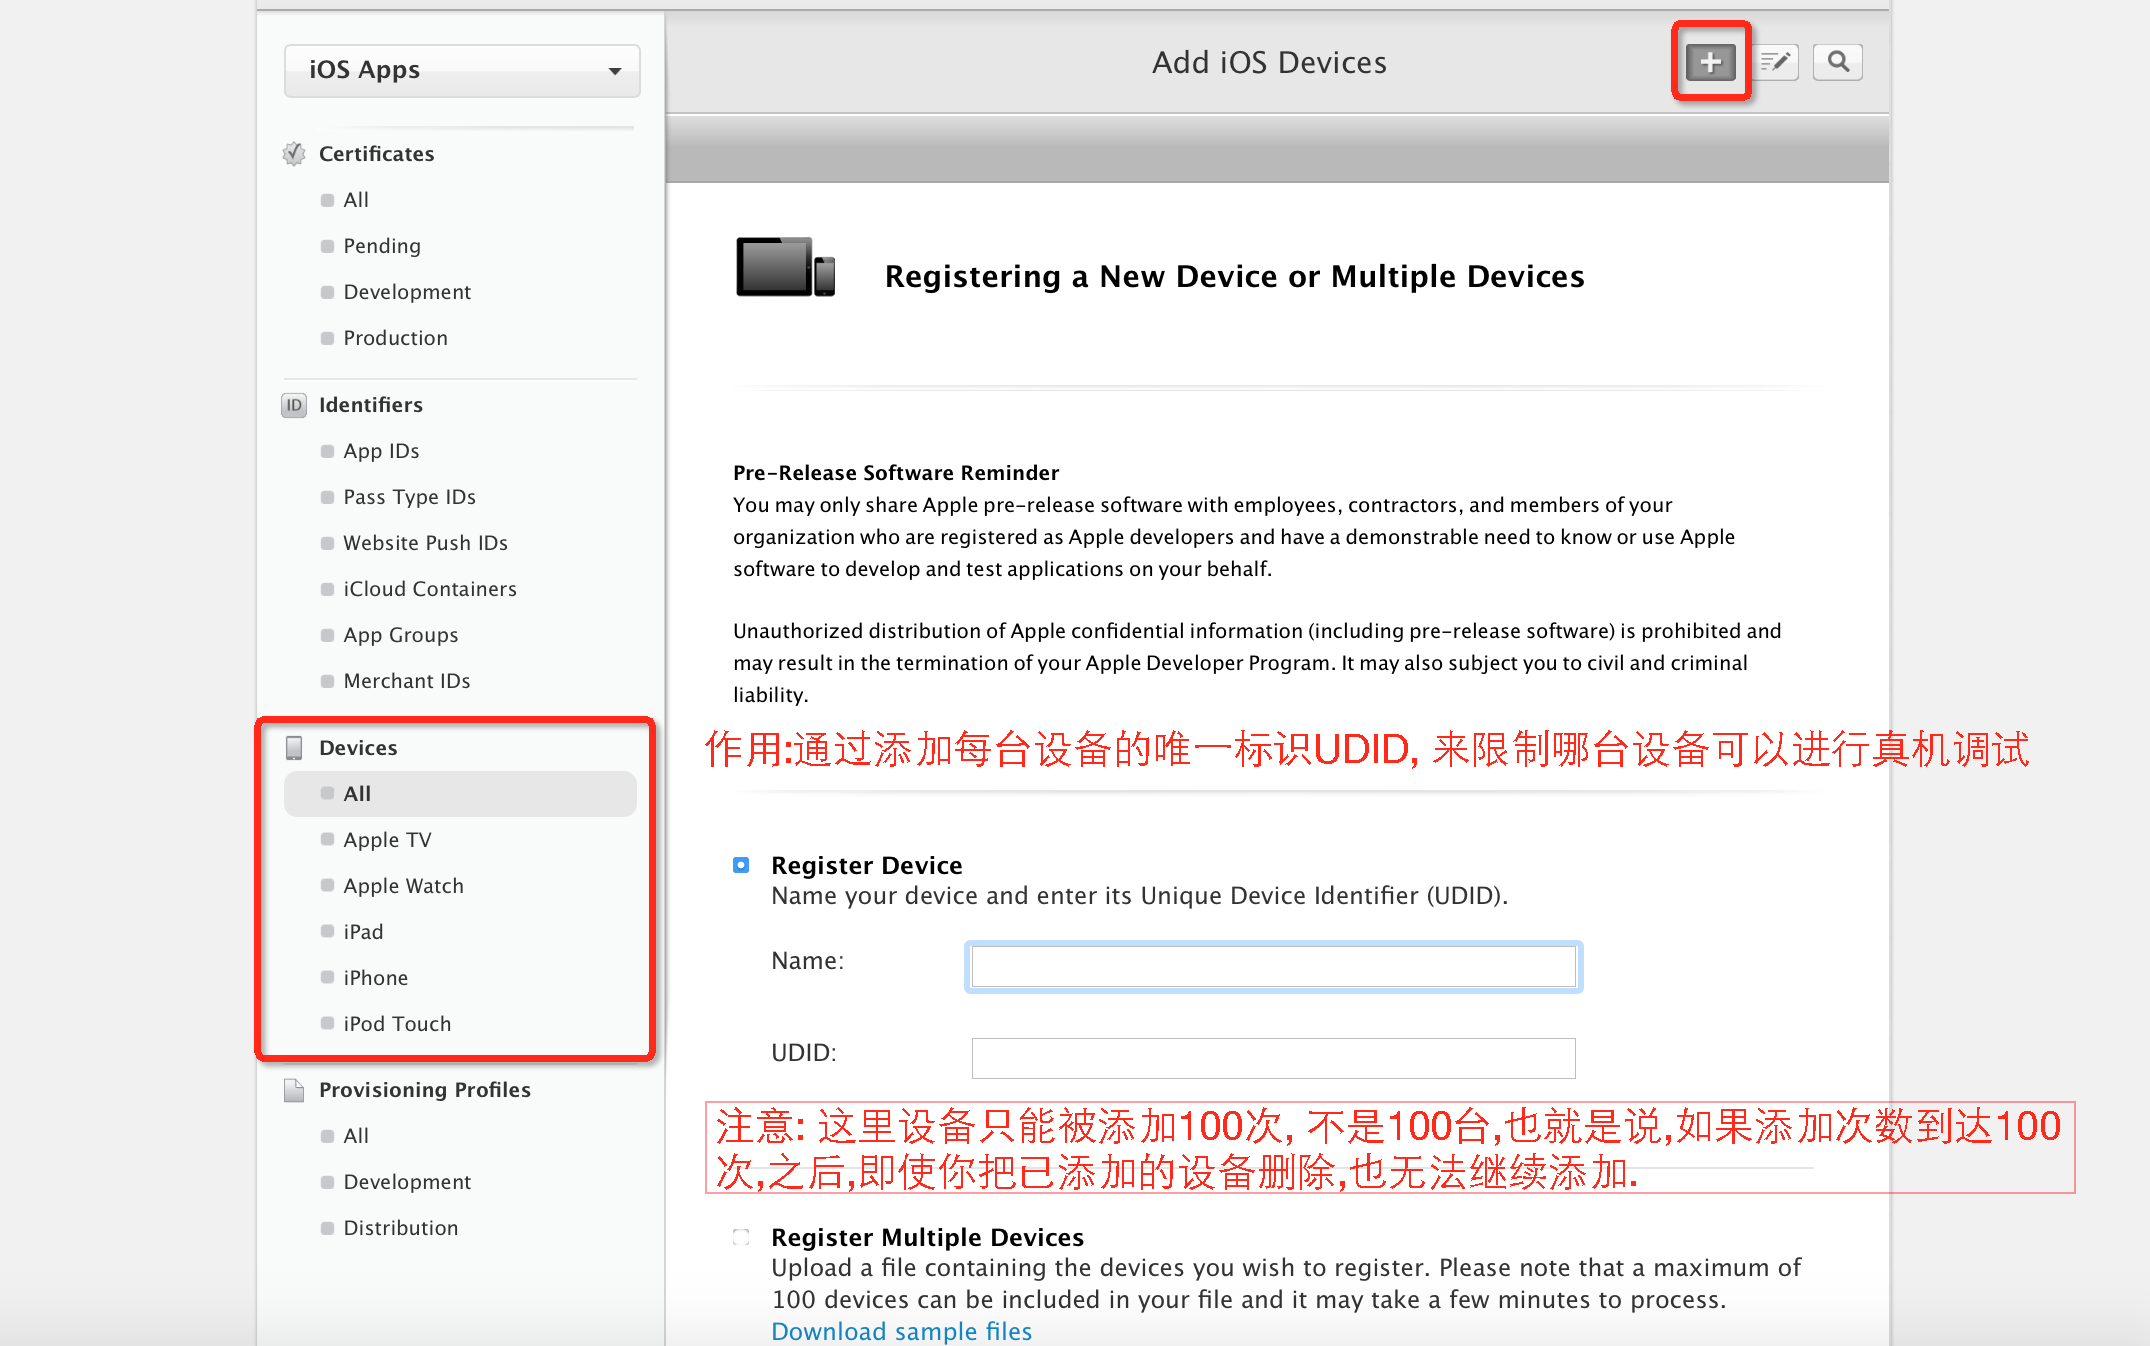 iOS Apps
Certificates
All
Pending
Development
Production
ID Identifiers
App IDs
Pass Type IDs
Website Push IDs
iCloud Containers
App Groups
Merchant IDs
Devices
All
Apple TV
Apple Watch
iPad
iPhone
iPod Touch
Provisioning Profiles
All
Development
Distribution
Add iOS Devices
Registering a New Device or Multiple Devices
Pre-Release Software Reminder
You may only share Apple pre-release software with employees, contractors, and members of your
organization who are registered as Apple developers and have a demonstrable need to know or use Apple
software to develop and test applications on your behalf.
Unauthorized distribution of Apple confidential information (including pre-release software) is prohibited and
may result in the termination of your Apple Developer Program. It may also subject you to civil and criminal
liability.
作用:通过添加每台设备的唯一标识UDID, 来限制哪台设备可以进行真机调试
Register Device
Name your device and enter its Unique Device Identifier (UDID).
Name:
UDID:
注意: 这里设备只能被添加100次, 不是100台,也就是说,如果添加次数到达100
次,之后,即使你把已添加的设备删除,也无法继续添加.
Register Multiple Devices
Upload a file containing the devices you wish to register. Please note that a maximum of
100 devices can be included in your file and it may take a few minutes to process.
Download sample files